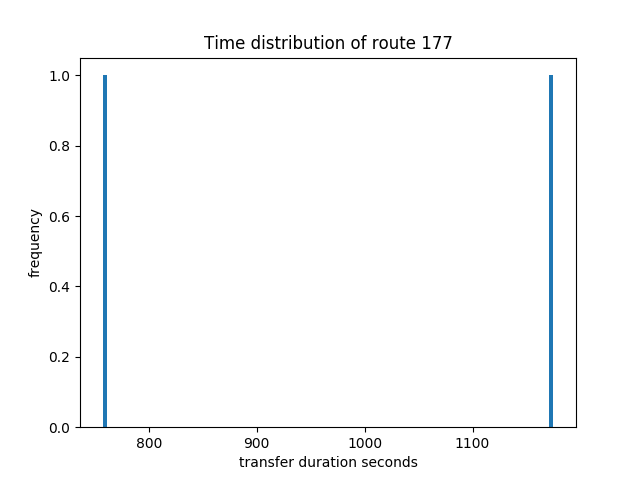 Time distribution of route 177
1.0
0.8
0.6
0.4
0.2
0.0
frequency
800 900 1000 1100
transfer duration seconds